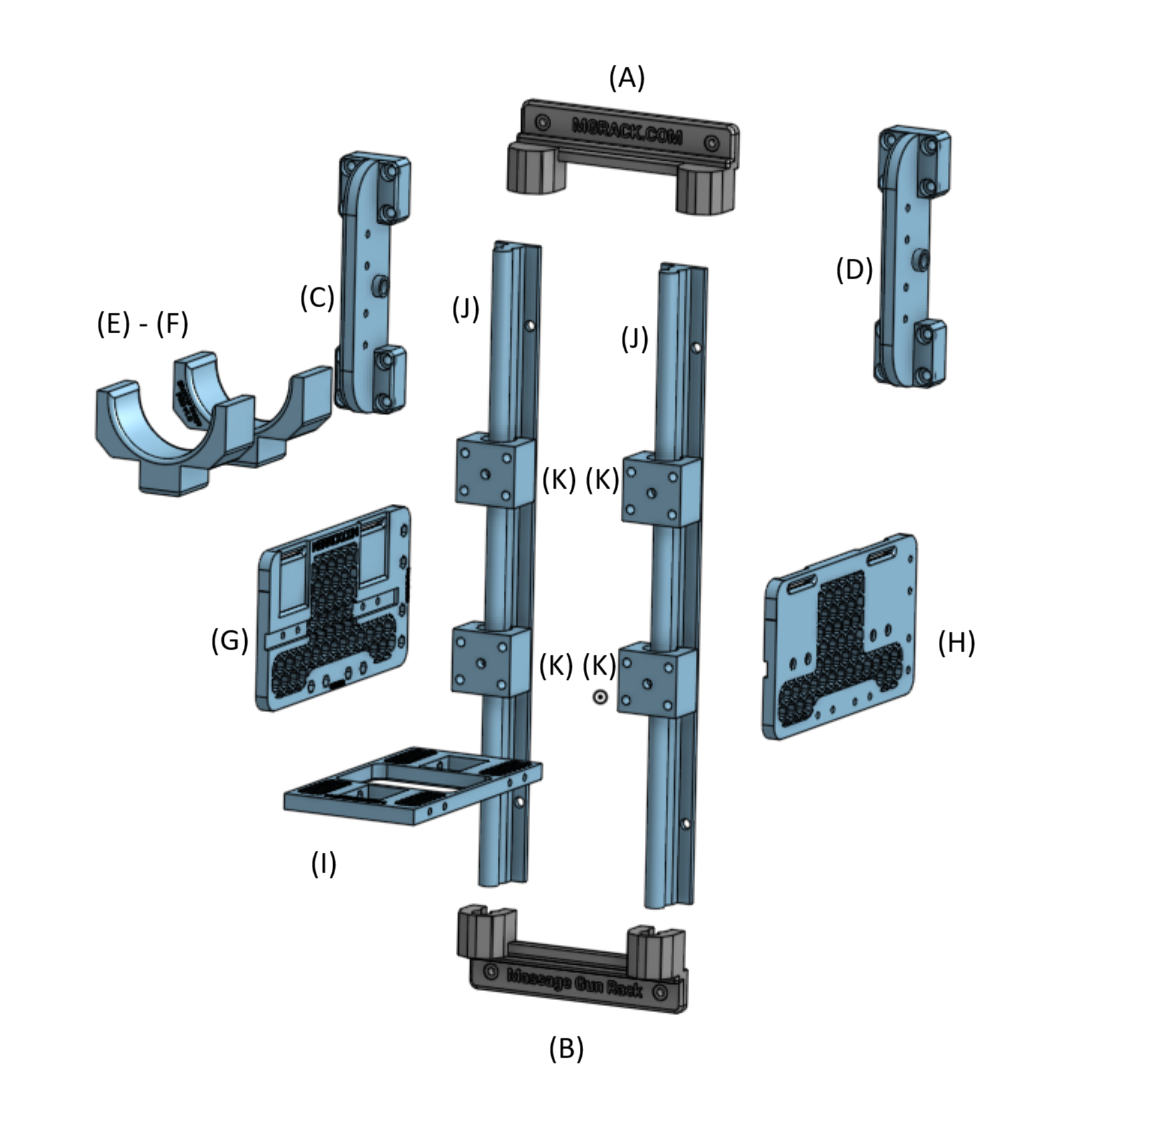 (A)
MGRACK.COM
(D)
(C)
(J)
(J)
(E) - (F)
(K) (K)
(G)
(H)
(K) (K)
(I)
Massage Gun Rack
(B)